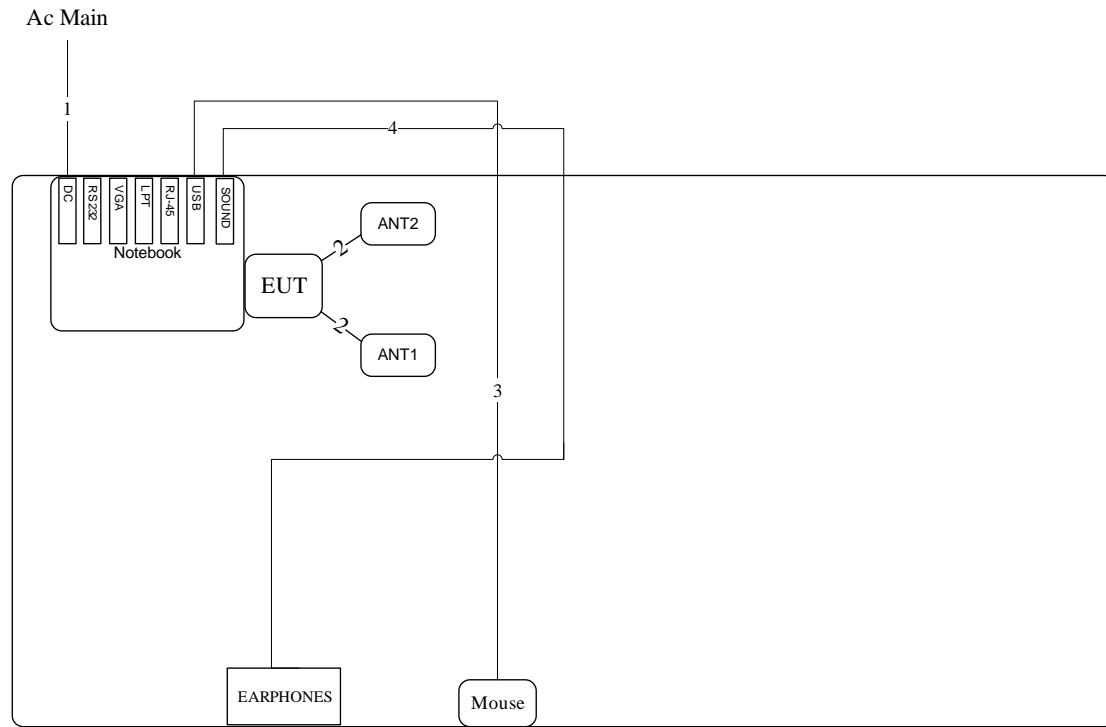 Ac Main
1
4
DC
RS232
VGA
LPT
RJ-45
USB
SOUND
Notebook
ANT2
2
EUT
2
ANT1
3
EARPHONES
Mouse